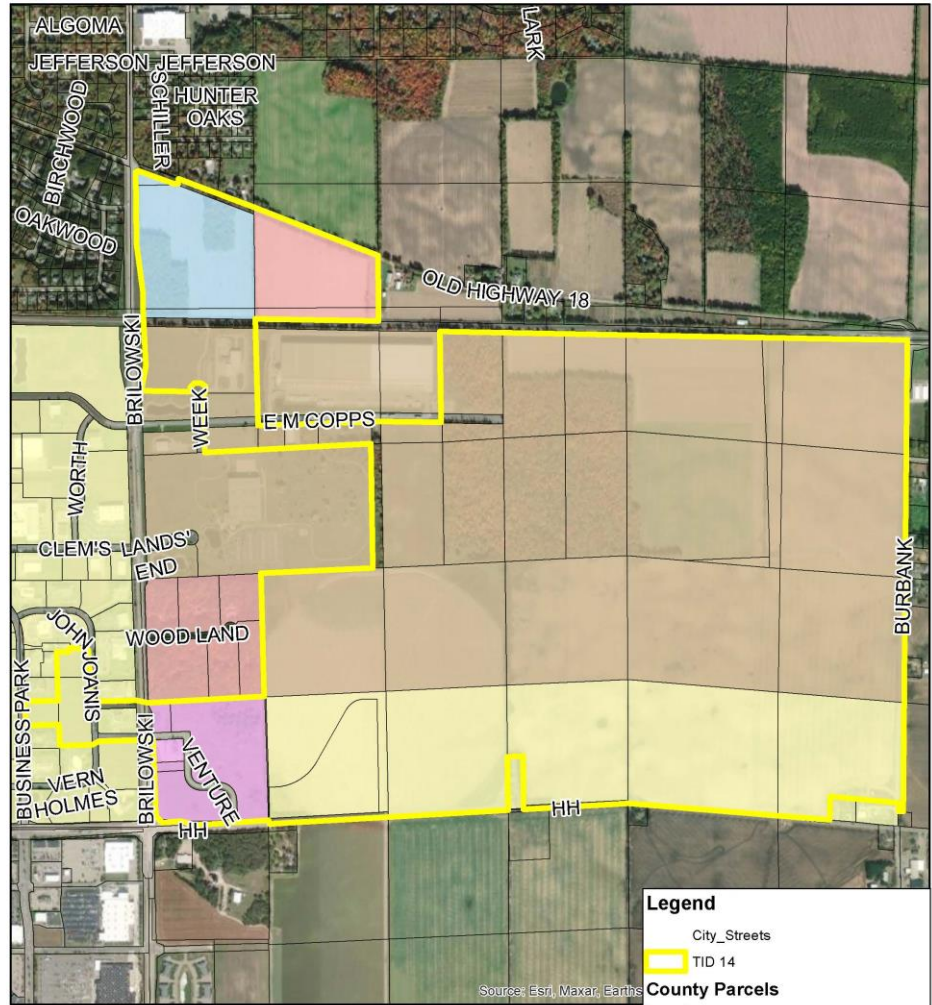 ALGOMA
LARK
JEFFERSON
JEFFERSON
SCHILLER
HUNTER
OAKS
BIRCHWOOD
OAKWOOD
OLD HIGHWAY 18
BRILOWSKI
WEEK
E M COPPS
WORTH
CLEM'S
LANDS'
END
BURBANK
WOOD LAND
JOHN JOANIS
BUSINESS PARK
BRILOWSKI
VENTURE
VERN
HOLMES
HH
HH
Legend
City_Streets
TID 14
County Parcels
Source: Esri, Maxar, Earths